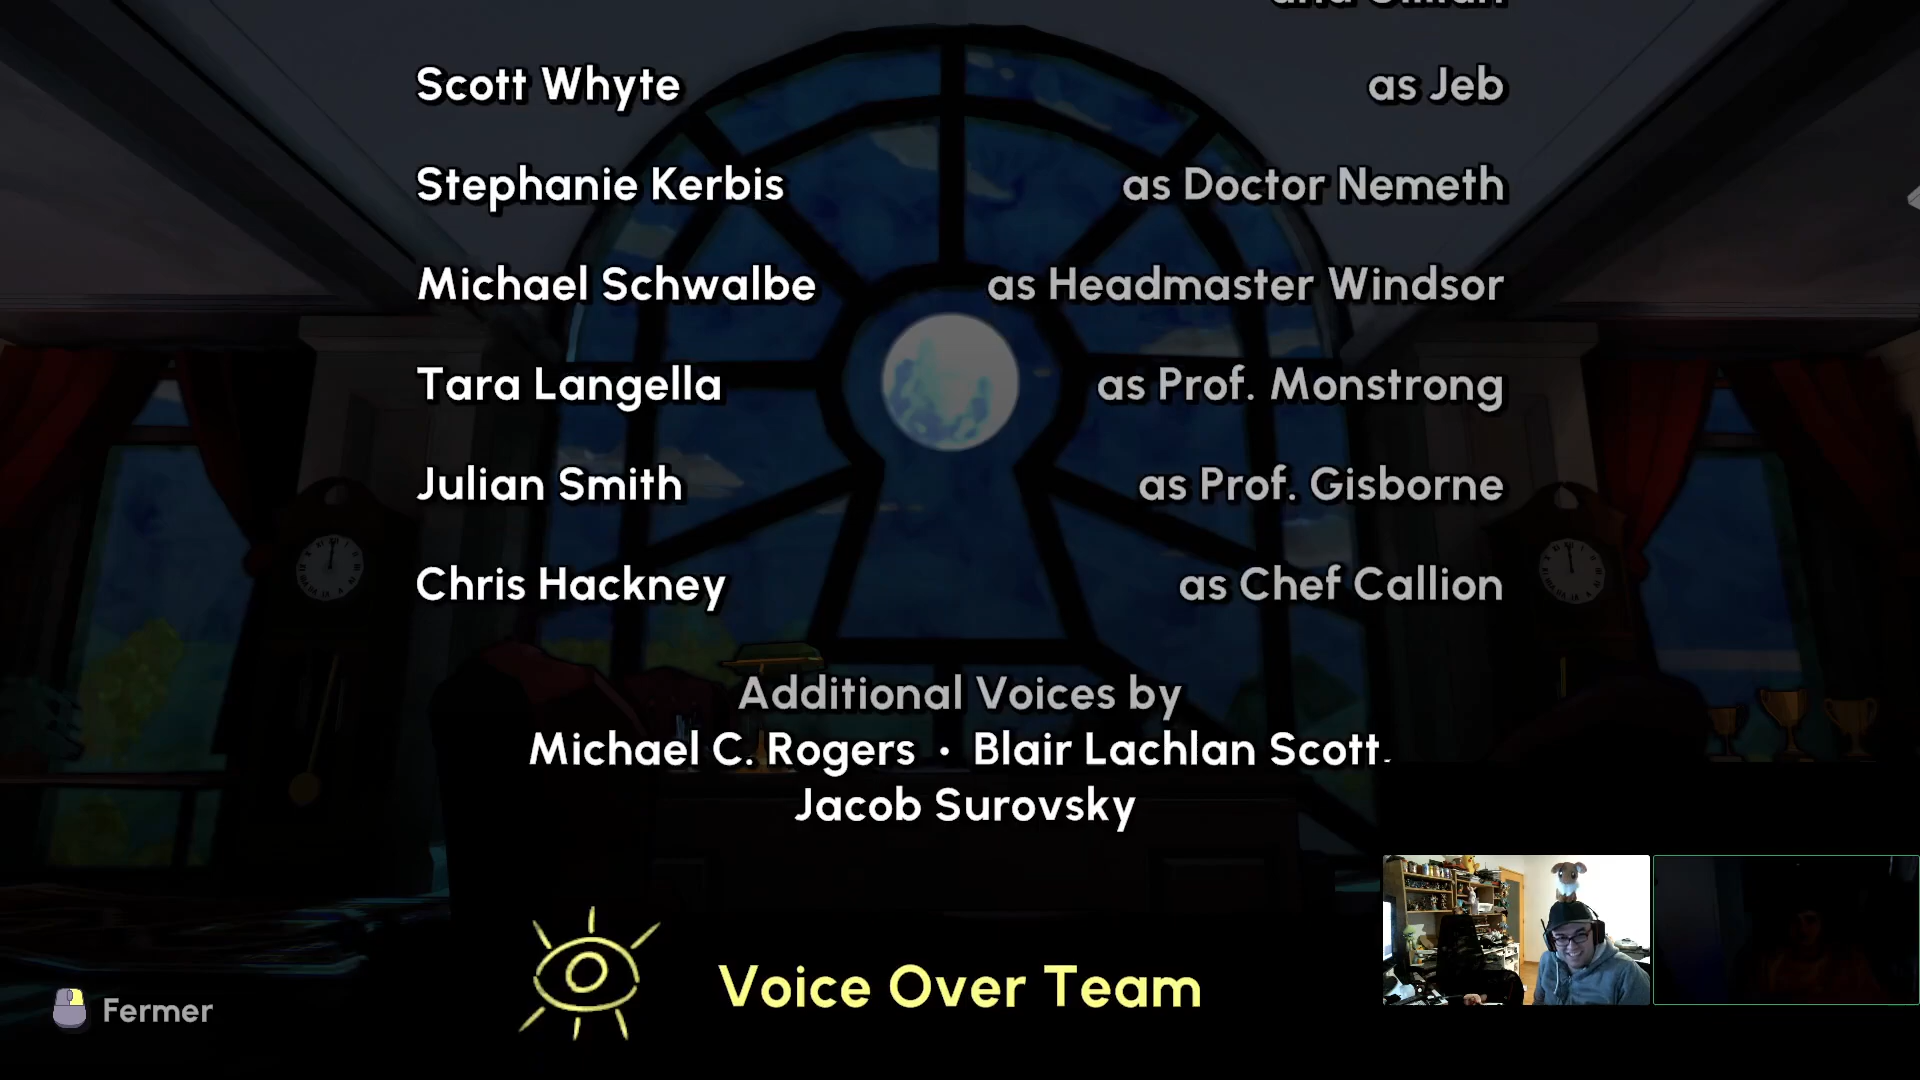 Scott Whyte as Jeb
Stephanie Kerbis as Doctor Nemeth
Michael Schwalbe as Headmaster Windsor
Tara Langella as Prof. Monstrong
Julian Smith as Prof. Gisborne
Chris Hackney as Chef Callion
Additional Voices by
Michael C. Rogers • Blair Lachlan Scott
Jacob Surovsky
Voice Over Team
Fermer